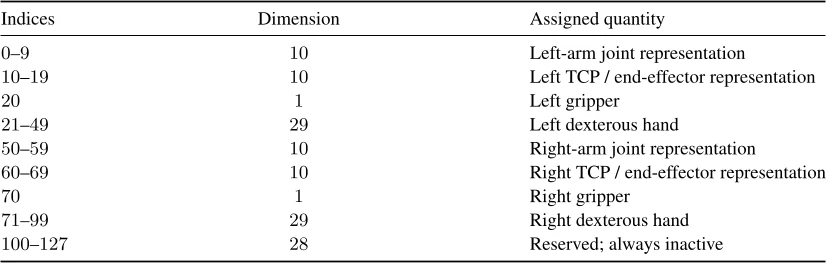 Indices Dimension Assigned quantity
0–9 10 Left-arm joint representation
10–19 10 Left TCP / end-effector representation
20 1 Left gripper
21–49 29 Left dexterous hand
50–59 10 Right-arm joint representation
60–69 10 Right TCP / end-effector representation
70 1 Right gripper
71–99 29 Right dexterous hand
100–127 28 Reserved; always inactive